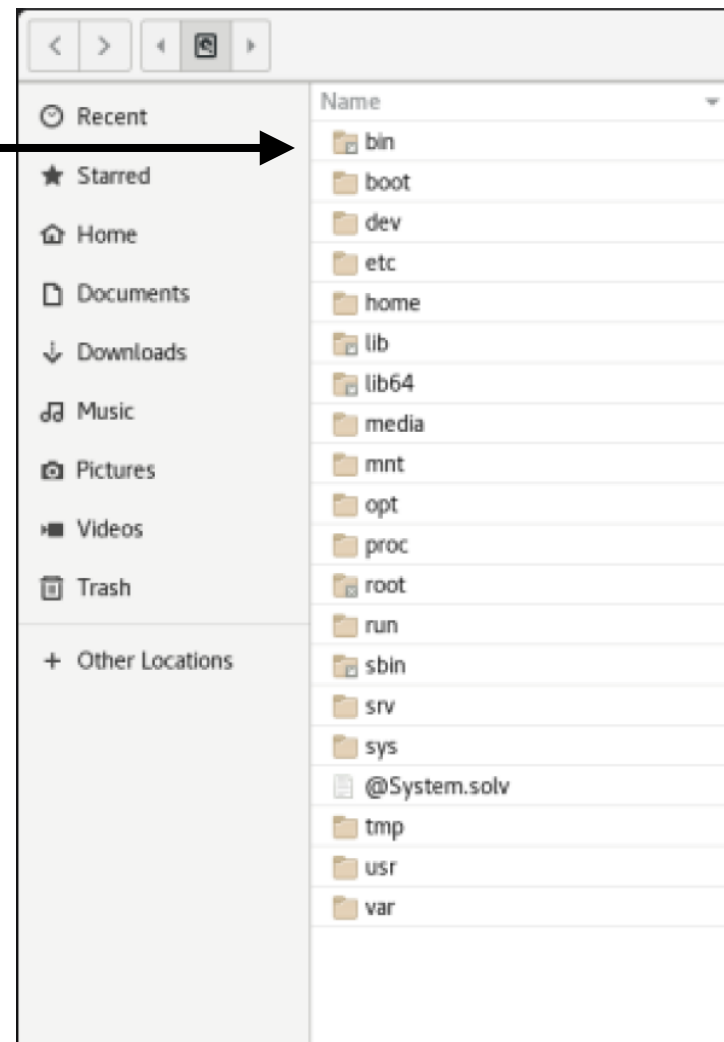 Recent
Starred
Home
Documents
Downloads
Music
Pictures
Videos
Trash
Other Locations
Name
bin
boot
dev
etc
home
lib
lib64
media
mnt
opt
proc
root
run
sbin
srv
sys
@System.solv
tmp
usr
var